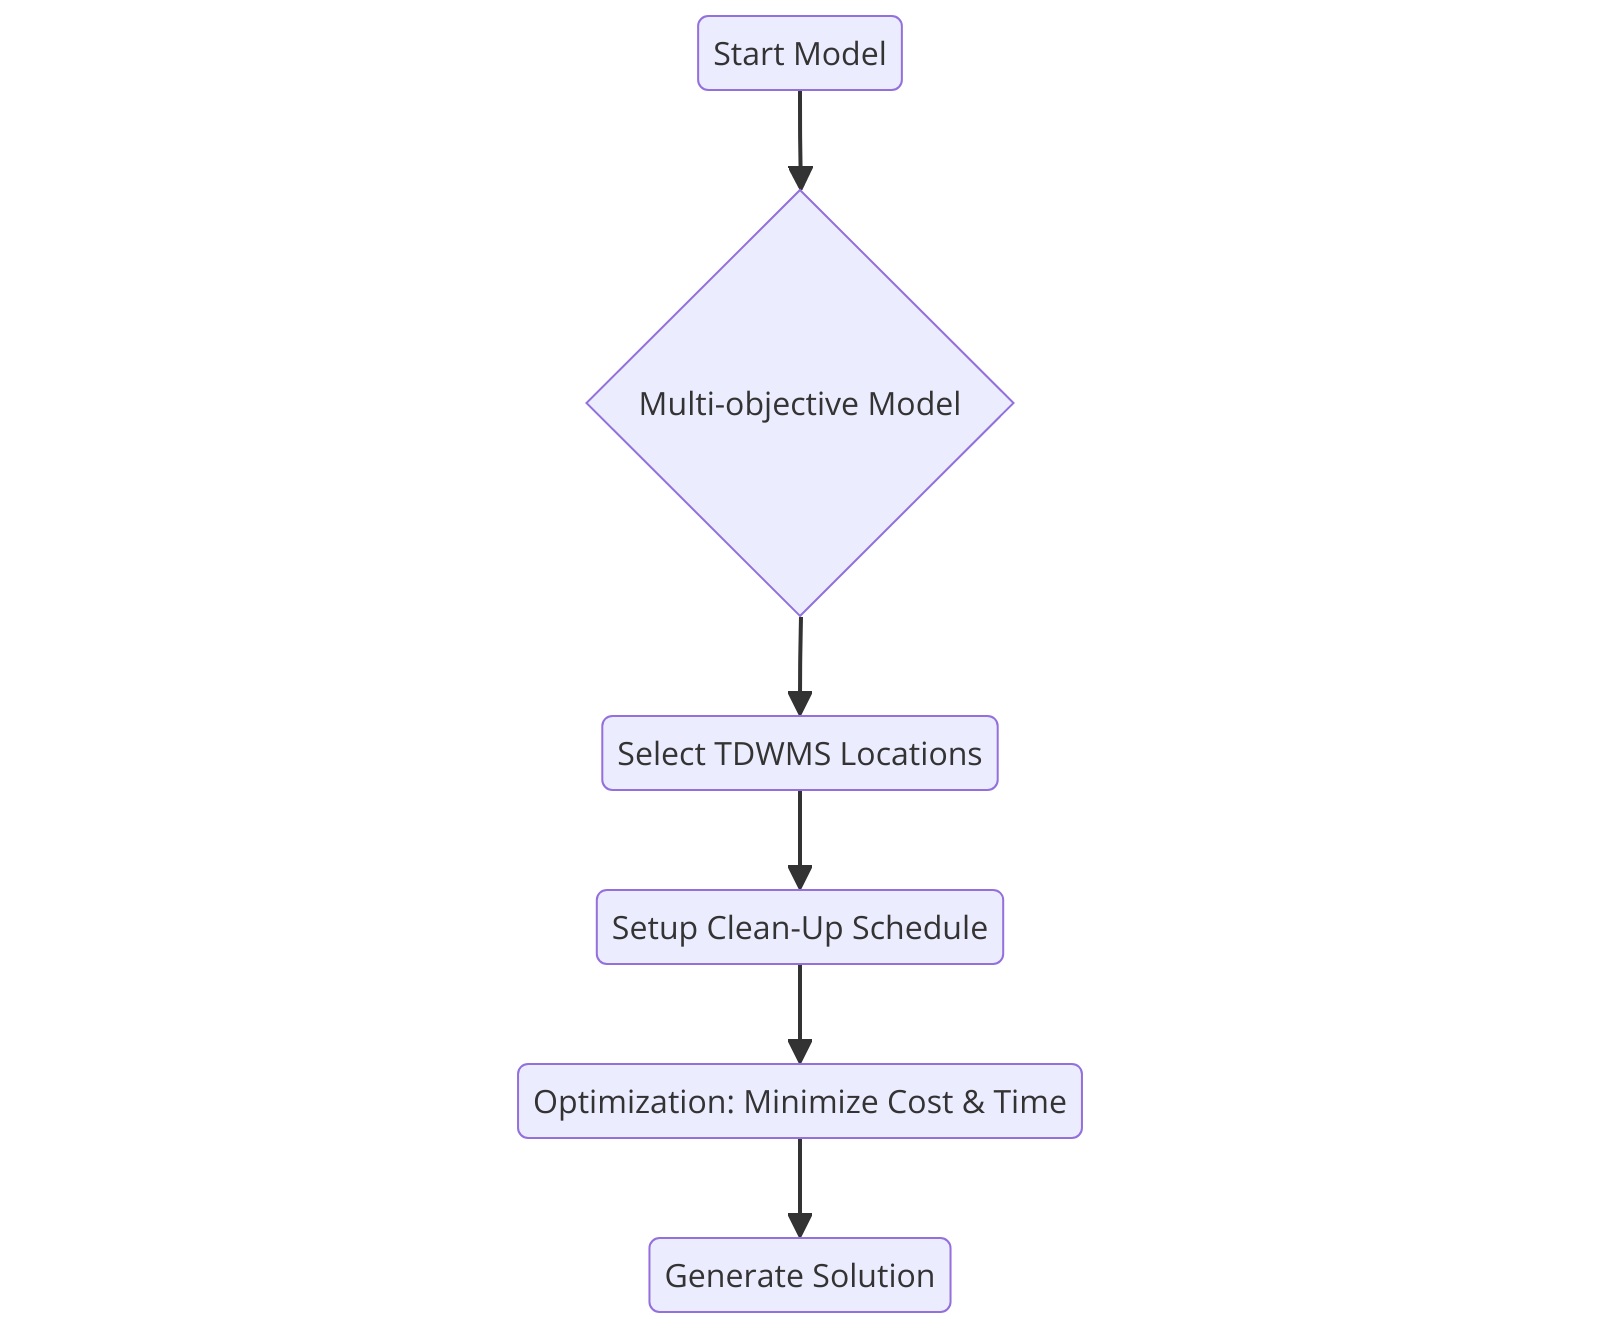 Start Model
Multi-objective Model
Select TDWMS Locations
Setup Clean-Up Schedule
Optimization: Minimize Cost & Time
Generate Solution